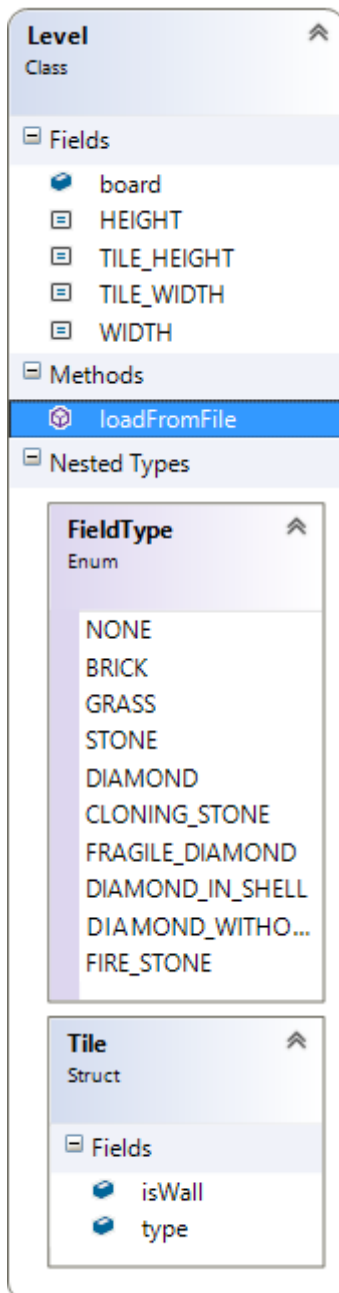 Level
Class
Fields
board
HEIGHT
TILE_HEIGHT
TILE_WIDTH
WIDTH
Methods
loadFromFile
Nested Types
FieldType
Enum
NONE
BRICK
GRASS
STONE
DIAMOND
CLONING_STONE
FRAGILE_DIAMOND
DIAMOND_IN_SHELL
DIAMOND_WITHO...
FIRE_STONE
Tile
Struct
Fields
isWall
type